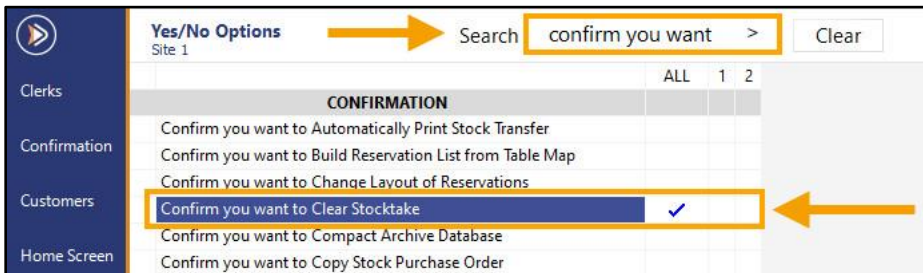 Yes/No Options
Site 1
Search confirm you want > Clear
ALL 1 2
Clerks
CONFIRMATION
Confirm you want to Automatically Print Stock Transfer
Confirmation
Confirm you want to Build Reservation List from Table Map
Confirm you want to Change Layout of Reservations
Customers
Confirm you want to Clear Stocktake
Confirm you want to Compact Archive Database
Home Screen
Confirm you want to Copy Stock Purchase Order